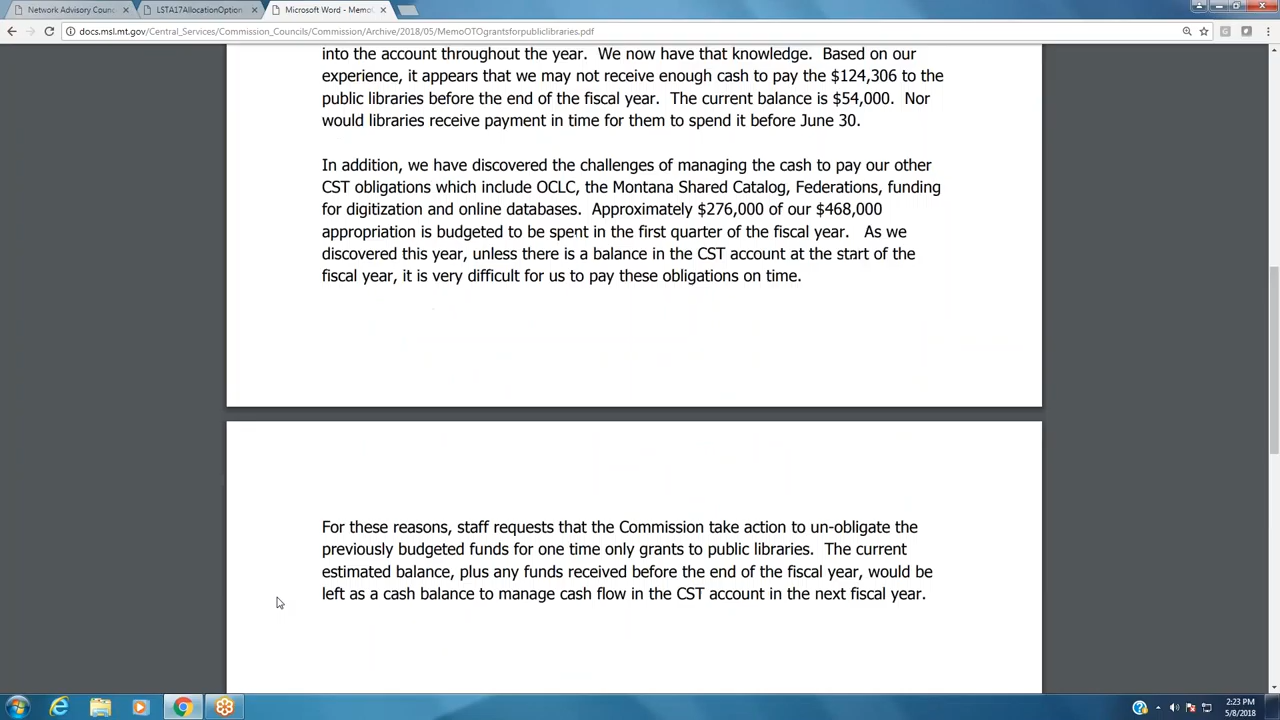 Network Advisory Counc
LSTA17AllocationOption
Microsoft Word - Memo
docs.msl.mt.gov/Central_Services/Commission_Councils/Commission/Archive/2018/05/MemoOTOgrantsforpubliclibraries.pdf
into the account throughout the year. We now have that knowledge. Based on our
experience, it appears that we may not receive enough cash to pay the $124,306 to the
public libraries before the end of the fiscal year. The current balance is $54,000. Nor
would libraries receive payment in time for them to spend it before June 30.
In addition, we have discovered the challenges of managing the cash to pay our other
CST obligations which include OCLC, the Montana Shared Catalog, Federations, funding
for digitization and online databases. Approximately $276,000 of our $468,000
appropriation is budgeted to be spent in the first quarter of the fiscal year. As we
discovered this year, unless there is a balance in the CST account at the start of the
fiscal year, it is very difficult for us to pay these obligations on time.
For these reasons, staff requests that the Commission take action to un-obligate the
previously budgeted funds for one time only grants to public libraries. The current
estimated balance, plus any funds received before the end of the fiscal year, would be
left as a cash balance to manage cash flow in the CST account in the next fiscal year.
2:23 PM
5/8/2018